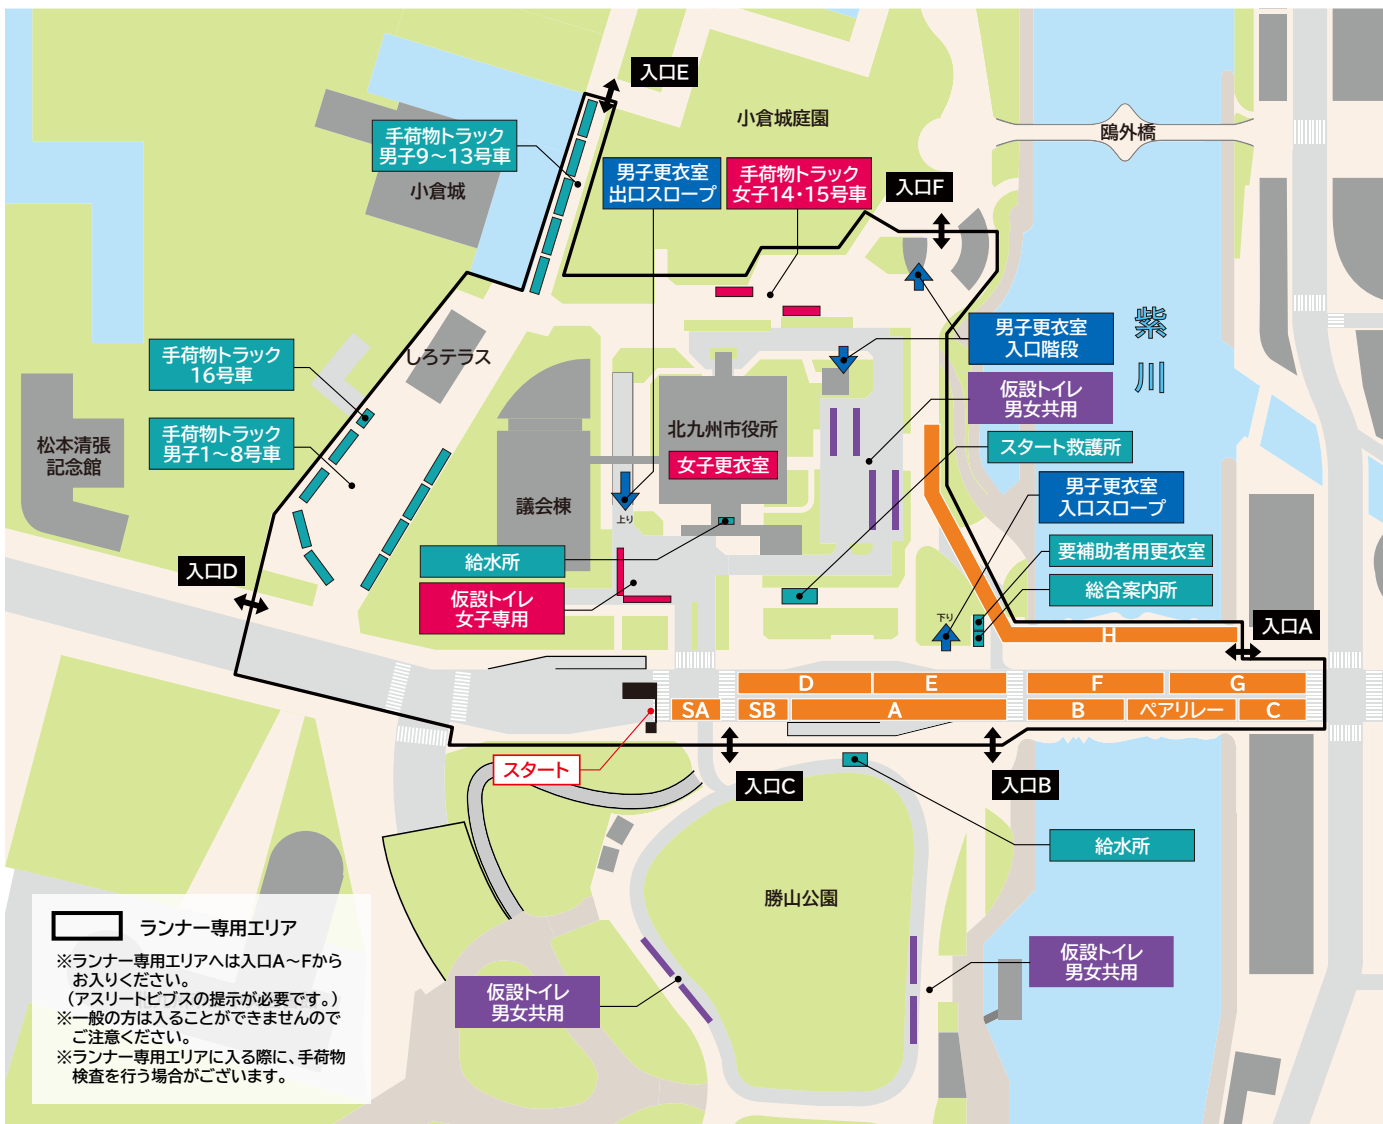 入口E
小倉城庭園
鴎外橋
手荷物トラック
男子9～13号車
小倉城
男子更衣室
出口スロープ
手荷物トラック
女子14・15号車
入口F
紫
川
男子更衣室
入口階段
しろテラス
手荷物トラック
16号車
仮設トイレ
男女共用
手荷物トラック
男子1～8号車
松本清張
記念館
北九州市役所
女子更衣室
スタート救護所
議会棟
上り
男子更衣室
入口スロープ
給水所
要補助者用更衣室
入口D
仮設トイレ
女子専用
総合案内所
下り
H
入口A
D
E
F
G
SA
SB
A
B
ペアリレー
C
スタート
入口C
入口B
給水所
勝山公園
仮設トイレ
男女共用
仮設トイレ
男女共用
ランナー専用エリア
※ランナー専用エリアへは入口A～Fから
お入りください。
(アスリートビブスの提示が必要です。)
※一般の方は入ることができませんので
ご注意ください。
※ランナー専用エリアに入る際に、手荷物
検査を行う場合がございます。